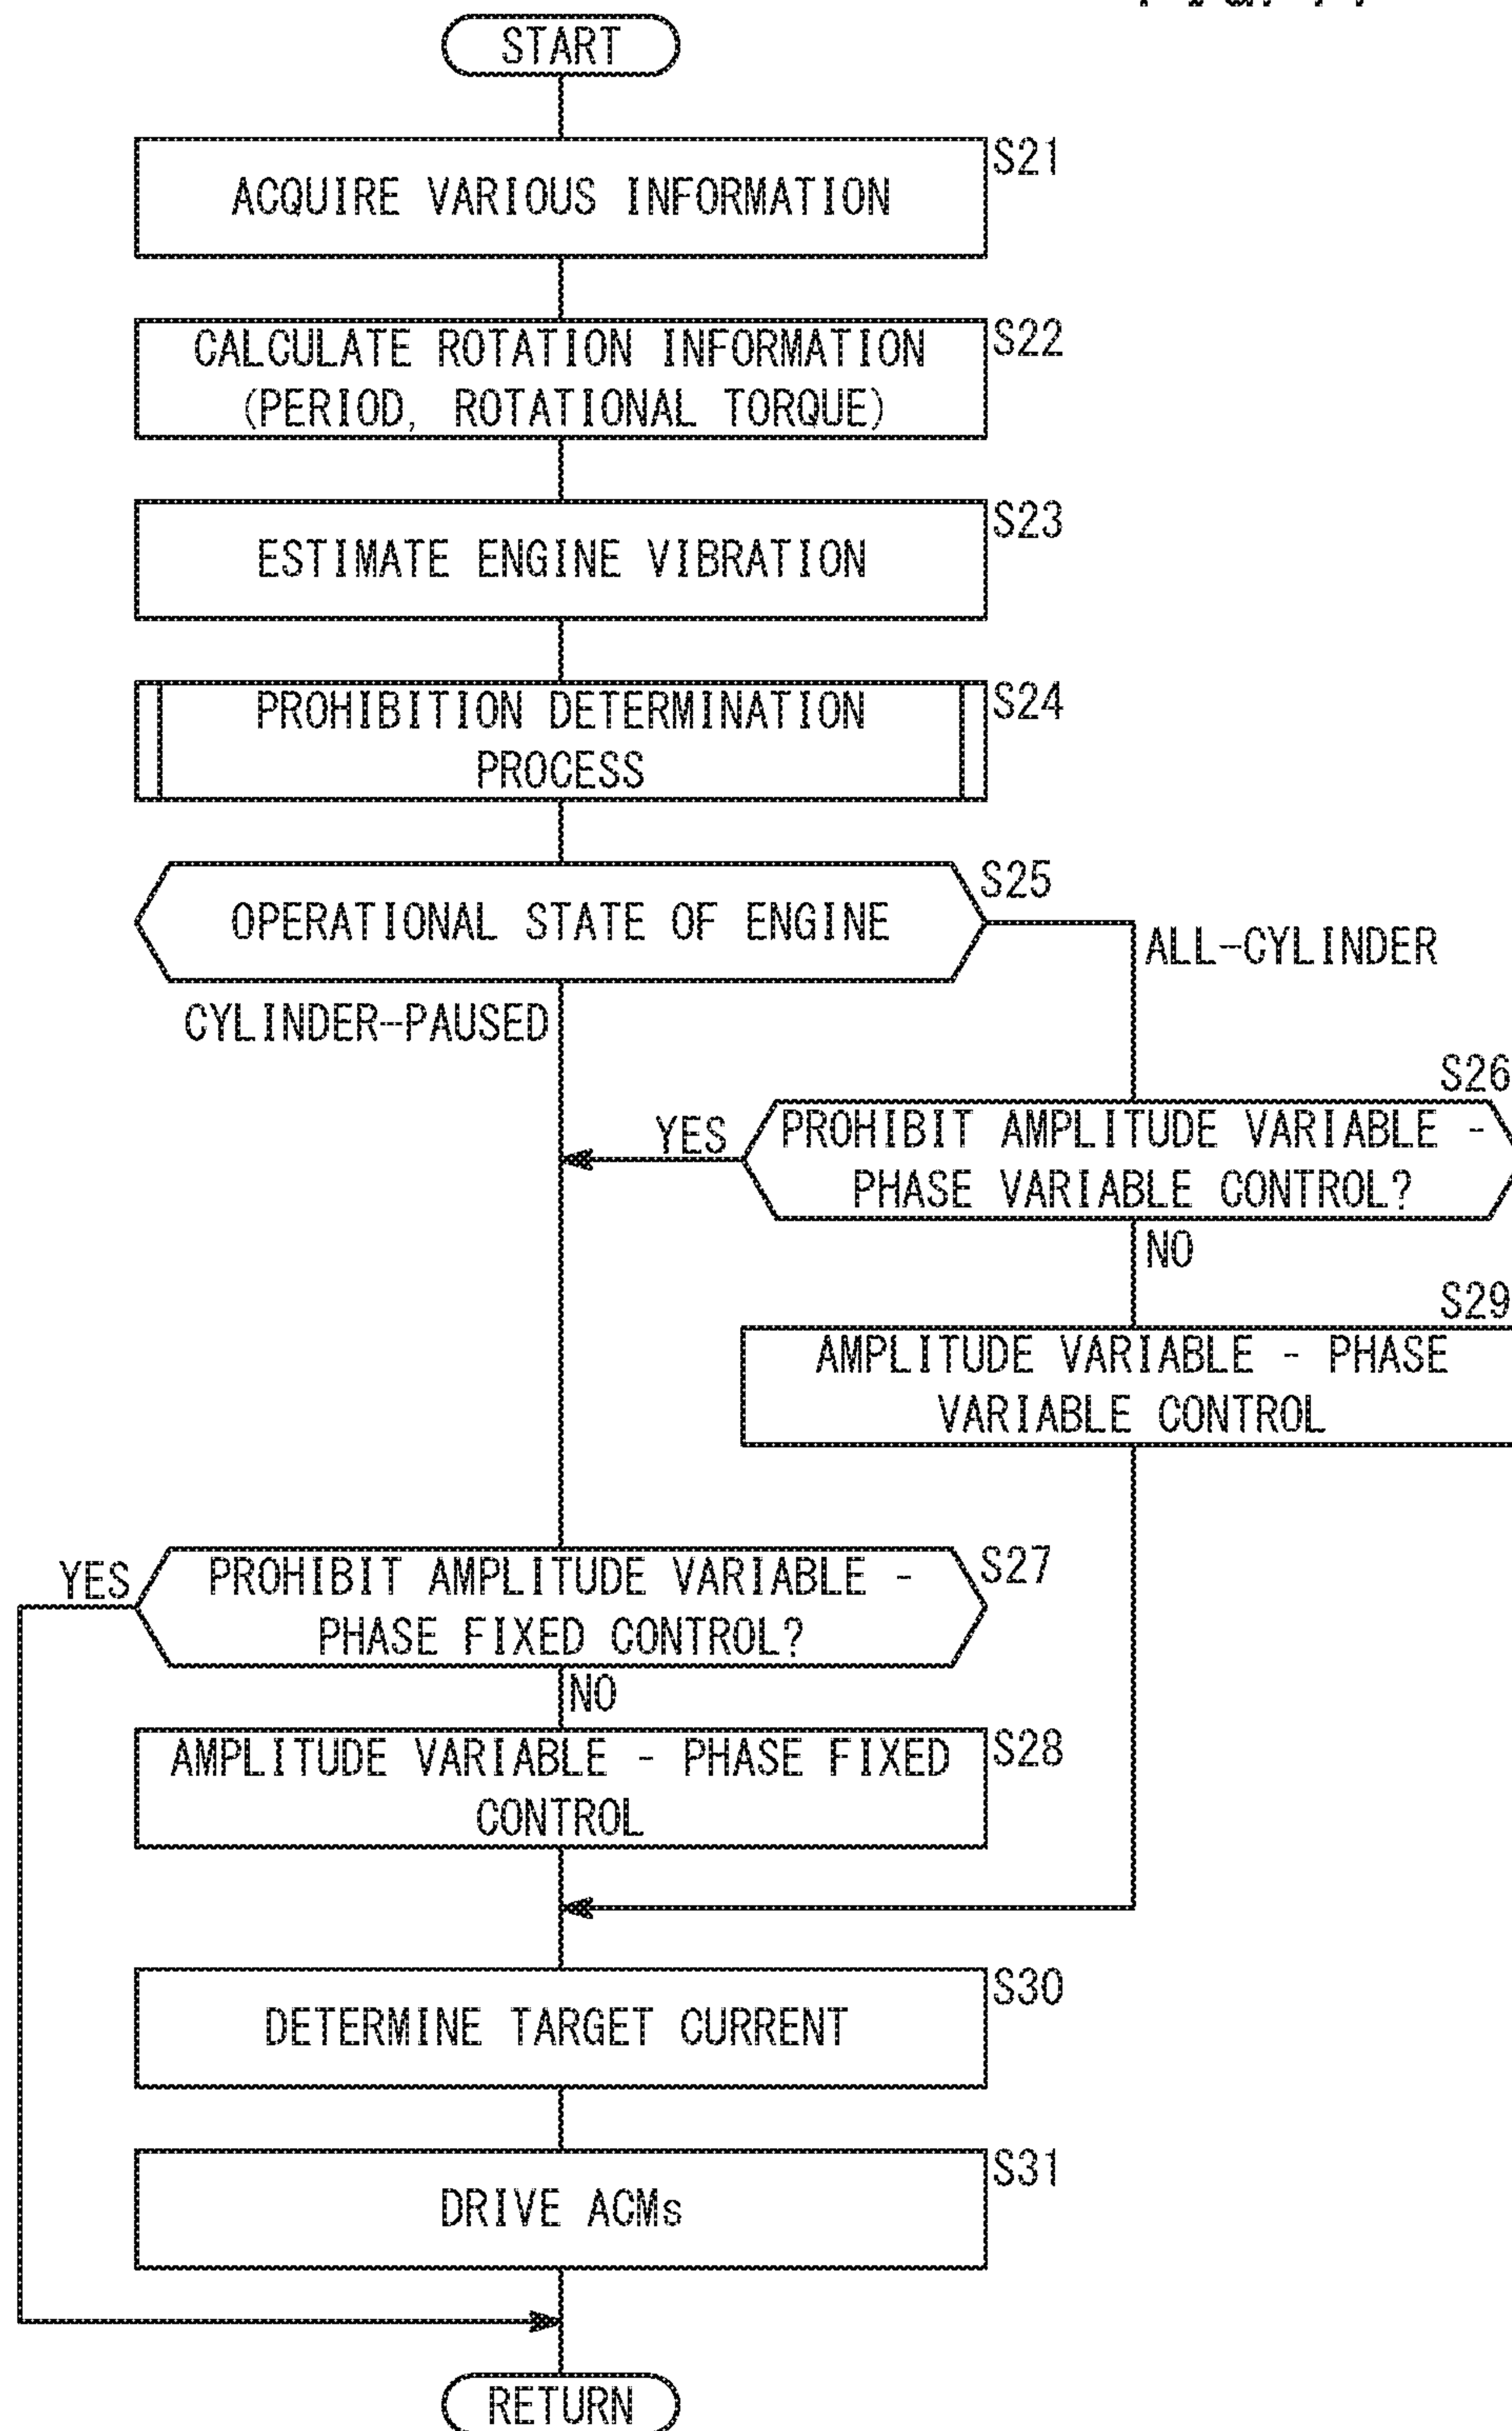 START
S21
ACQUIRE VARIOUS INFORMATION
S22
CALCULATE ROTATION INFORMATION
(PERIOD, ROTATIONAL TORQUE)
S23
ESTIMATE ENGINE VIBRATION
S24
PROHIBITION DETERMINATION
PROCESS
S25
OPERATIONAL STATE OF ENGINE
ALL-CYLINDER
CYLINDER-PAUSED
S26
YES
PROHIBIT AMPLITUDE VARIABLE -
PHASE VARIABLE CONTROL?
NO
S29
AMPLITUDE VARIABLE - PHASE
VARIABLE CONTROL
YES
PROHIBIT AMPLITUDE VARIABLE -
PHASE FIXED CONTROL?
S27
NO
AMPLITUDE VARIABLE - PHASE FIXED
CONTROL
S28
S30
DETERMINE TARGET CURRENT
S31
DRIVE ACMs
RETURN